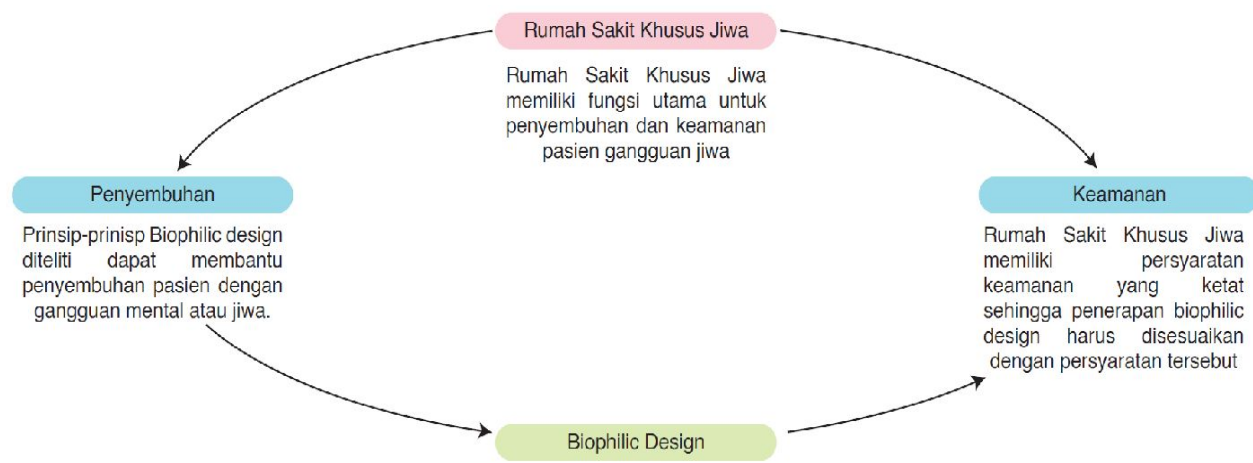 Rumah Sakit Khusus Jiwa
Rumah Sakit Khusus Jiwa
memiliki fungsi utama untuk
penyembuhan dan keamanan
pasien gangguan jiwa
Penyembuhan
Prinsip-prinisp Biophilic design
diteliti dapat membantu
penyembuhan pasien dengan
gangguan mental atau jiwa.
Keamanan
Rumah Sakit Khusus Jiwa
memiliki persyaratan
keamanan yang ketat
sehingga penerapan biophilic
design harus disesuaikan
dengan persyaratan tersebut
Biophilic Design